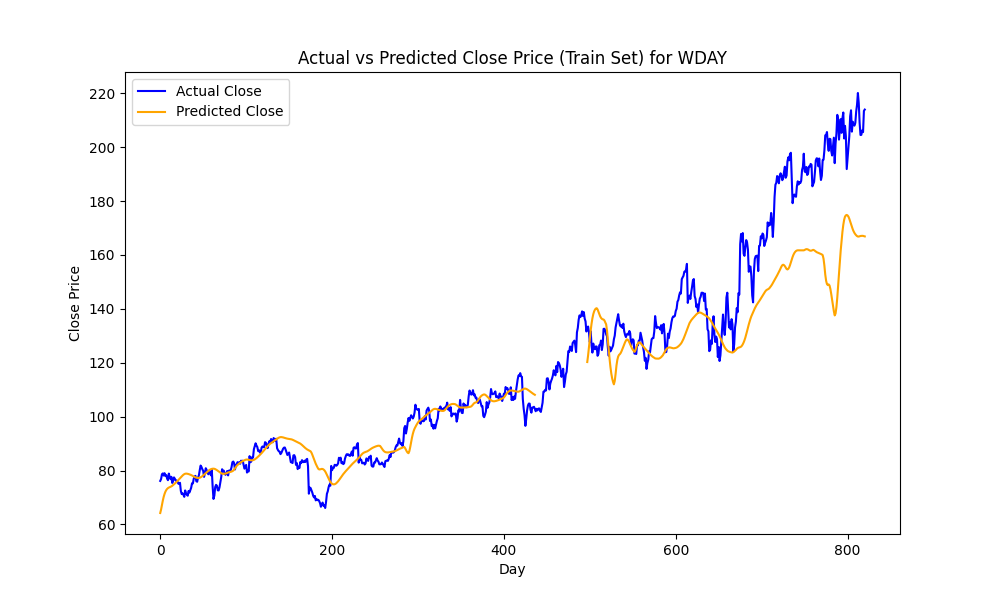 Actual vs Predicted Close Price (Train Set) for WDAY
Actual Close
Predicted Close
220
200
180
160
140
120
100
80
60
Close Price
0 200 400 600 800
Day